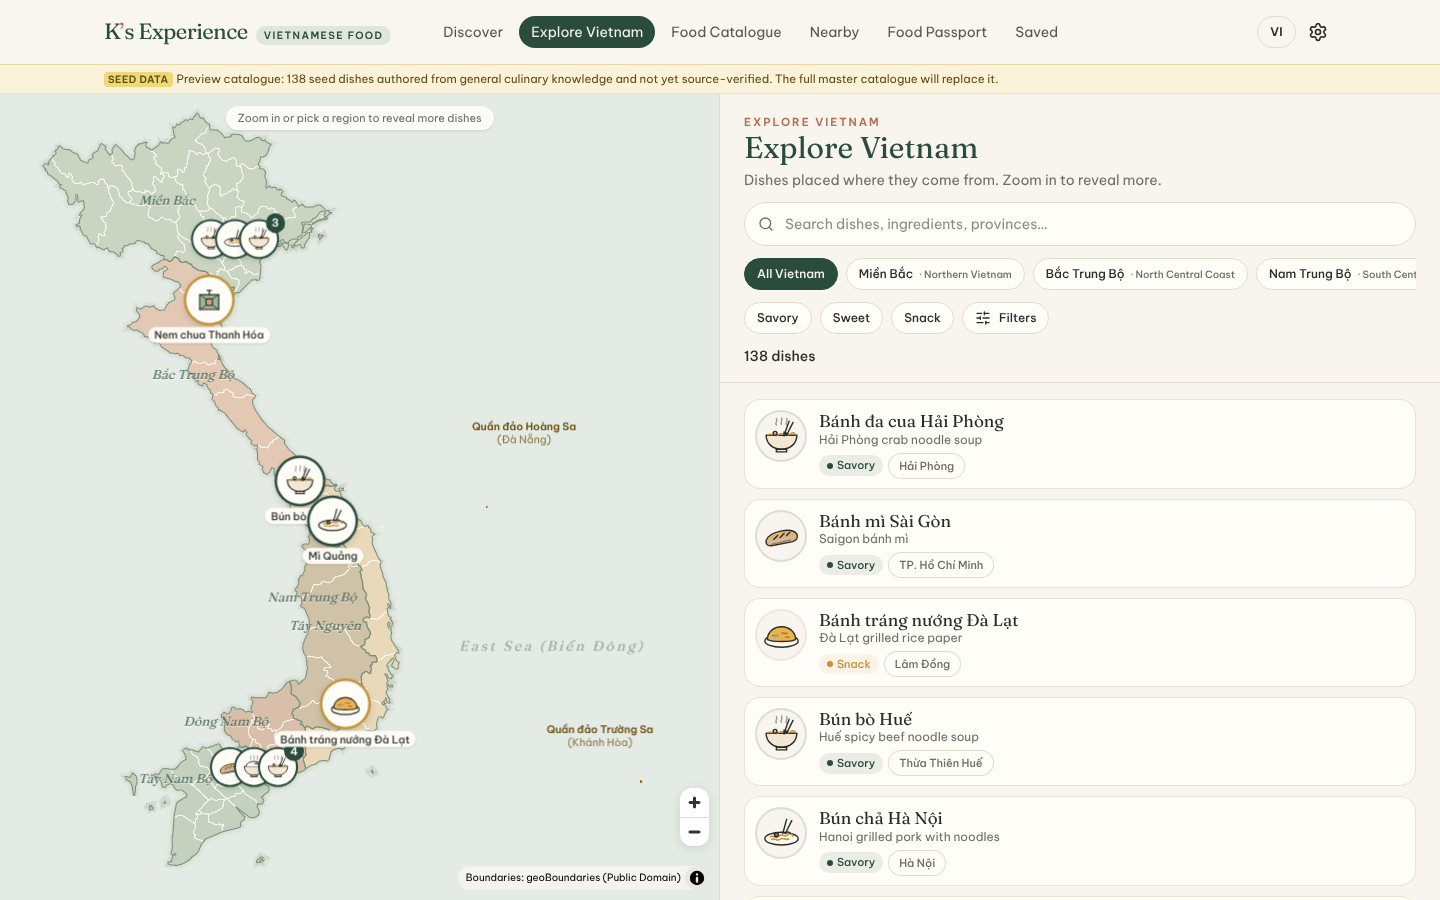 K's Experience VIETNAMESE FOOD
Discover Explore Vietnam Food Catalogue Nearby Food Passport Saved
VI
SEED DATA Preview catalogue: 138 seed dishes authored from general culinary knowledge and not yet source-verified. The full master catalogue will replace it.
Zoom in or pick a region to reveal more dishes
Miền Bắc
3
Nem chua Thanh Hóa
Bắc Trung Bộ
Quần đảo Hoàng Sa
(Đà Nẵng)
Bún bò
Mì Quảng
Nam Trung Bộ
Tây Nguyên
East Sea (Biển Đông)
Đông Nam Bộ
Quần đảo Trường Sa
(Khánh Hòa)
Bánh tráng nướng Đà Lạt
4
Tây Nam Bộ
Boundaries: geoBoundaries (Public Domain)
EXPLORE VIETNAM
Explore Vietnam
Dishes placed where they come from. Zoom in to reveal more.
Search dishes, ingredients, provinces…
All Vietnam Miền Bắc · Northern Vietnam Bắc Trung Bộ · North Central Coast Nam Trung Bộ · South Cent
Savory Sweet Snack Filters
138 dishes
Bánh đa cua Hải Phòng
Hải Phòng crab noodle soup
Savory Hải Phòng
Bánh mì Sài Gòn
Saigon bánh mì
Savory TP. Hồ Chí Minh
Bánh tráng nướng Đà Lạt
Đà Lạt grilled rice paper
Snack Lâm Đồng
Bún bò Huế
Huế spicy beef noodle soup
Savory Thừa Thiên Huế
Bún chả Hà Nội
Hanoi grilled pork with noodles
Savory Hà Nội